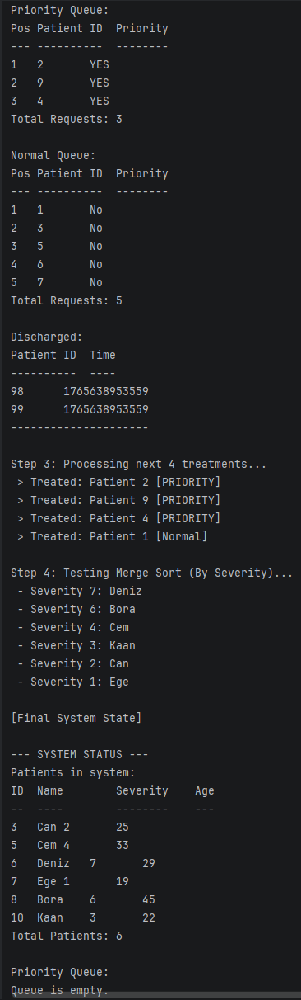 Priority Queue:
Pos Patient ID  Priority
--- ----------  --------
1   2       YES
2   9       YES
3   4       YES
Total Requests: 3

Normal Queue:
Pos Patient ID  Priority
--- ----------  --------
1   1       No
2   3       No
3   5       No
4   6       No
5   7       No
Total Requests: 5

Discharged:
Patient ID  Time
----------  ----
98      1765638953559
99      1765638953559
---------------------

Step 3: Processing next 4 treatments...
 > Treated: Patient 2 [PRIORITY]
 > Treated: Patient 9 [PRIORITY]
 > Treated: Patient 4 [PRIORITY]
 > Treated: Patient 1 [Normal]

Step 4: Testing Merge Sort (By Severity)...
 - Severity 7: Deniz
 - Severity 6: Bora
 - Severity 4: Cem
 - Severity 3: Kaan
 - Severity 2: Can
 - Severity 1: Ege

[Final System State]

--- SYSTEM STATUS ---
Patients in system:
ID  Name        Severity    Age
--  ----        --------    ---
3   Can 2       25
5   Cem 4       33
6   Deniz   7       29
7   Ege 1       19
8   Bora    6       45
10  Kaan    3       22
Total Patients: 6

Priority Queue:
Queue is empty.